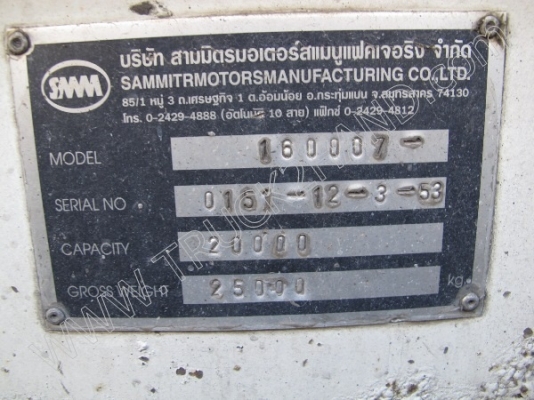 SMM
บริษัท สามมิตรมอเตอร์สแมนูแฟคเจอริง จำกัด
SAMMITRMOTORSMANUFACTURING CO.,LTD.
85/1 หมู่ 3 ถ.เศรษฐกิจ 1 ต.อ้อมน้อย อ.กระทุ่มแบน จ.สมุทรสาคร 74130
โทร. 0-2429-4888 (อัตโนมัติ 10 สาย) แฟ็กซ์ 0-2429-4812
MODEL 160007-
SERIAL NO 0151-12-3-53
CAPACITY 20000
GROSS WEIGHT 25000 kg.